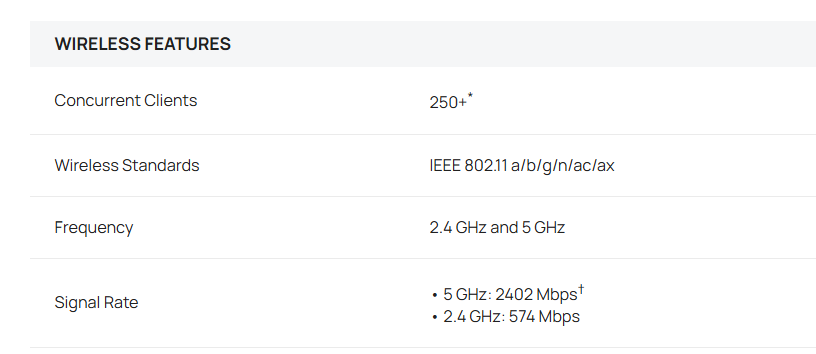 WIRELESS FEATURES
Concurrent Clients 250+*
Wireless Standards IEEE 802.11 a/b/g/n/ac/ax
Frequency 2.4 GHz and 5 GHz
Signal Rate
• 5 GHz: 2402 Mbps†
• 2.4 GHz: 574 Mbps